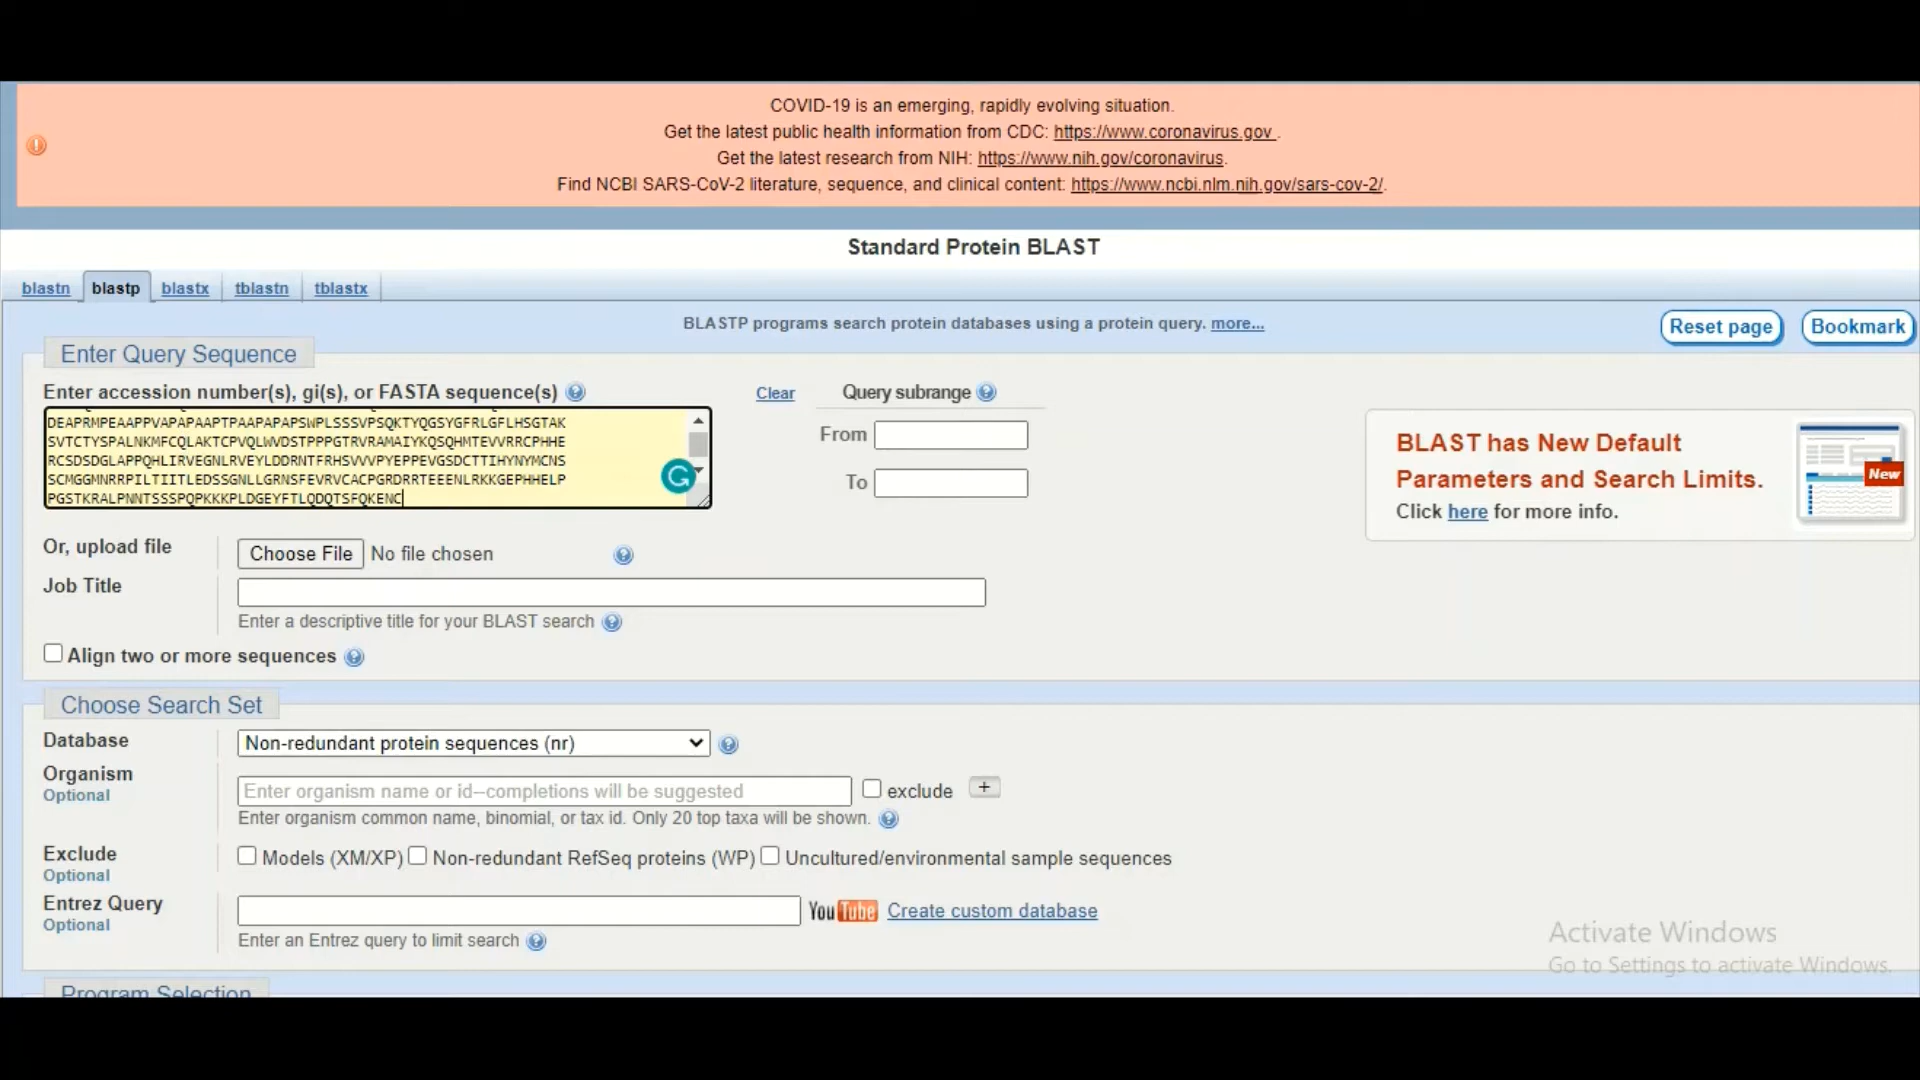 COVID-19 is an emerging, rapidly evolving situation.
Get the latest public health information from CDC: https://www.coronavirus.gov .
Get the latest research from NIH: https://www.nih.gov/coronavirus.
Find NCBI SARS-CoV-2 literature, sequence, and clinical content: https://www.ncbi.nlm.nih.gov/sars-cov-2/.
Standard Protein BLAST
blastn blastp blastx tblastn tblastx
BLASTP programs search protein databases using a protein query. more...
Reset page Bookmark
Enter Query Sequence
Enter accession number(s), gi(s), or FASTA sequence(s) Clear Query subrange
DEAPRMPEAAPPVAPAPAAPTPAAPAPAPSWPLSSSVPSQKTYQGSYGFRLGFLHSGTAK
SVTCTYSPALNKMFCQLAKTCPVQLWVDSTPPPGTRVRAMAIYKQSQHMTEVVRRCPHHE
RCSDSDGLAPPQHLIRVEGNLRVEYLDDRNTFRHSVVVPYEPPEVGSDCTTIHYNYMCNS
SCMGGMNRRPILTIITLEDSSGNLLGRNSFEVRVCACPGRDRRTEEENLRKKGEPHHELP
PGSTKRALPNNTSSSPQPKKKPLDGEYFTLQDQTSFQKENC
From
To
BLAST has New Default
Parameters and Search Limits.
Click here for more info.
New
Or, upload file Choose File No file chosen
Job Title
Enter a descriptive title for your BLAST search
Align two or more sequences
Choose Search Set
Database Non-redundant protein sequences (nr)
Organism
Optional
Enter organism name or id--completions will be suggested exclude +
Enter organism common name, binomial, or tax id. Only 20 top taxa will be shown.
Exclude
Optional
Models (XM/XP) Non-redundant RefSeq proteins (WP) Uncultured/environmental sample sequences
Entrez Query
Optional
YouTube Create custom database
Enter an Entrez query to limit search
Activate Windows
Go to Settings to activate Windows.
Program Selection